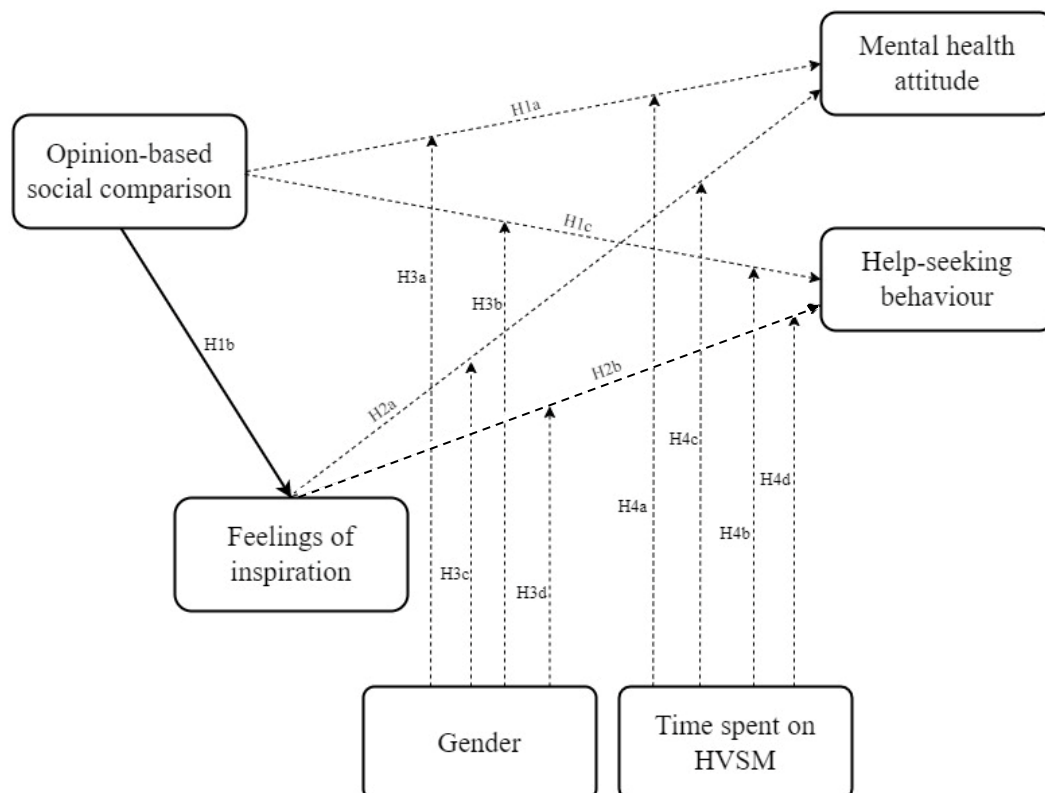 Mental health
attitude
H1a
Opinion-based
social comparison
H1c
Help-seeking
behaviour
H3a
H3b
H1b
H2b
H2a
H4c
H4d
H4a
H4b
Feelings of
inspiration
H3c
H3d
Gender
Time spent on
HVSM